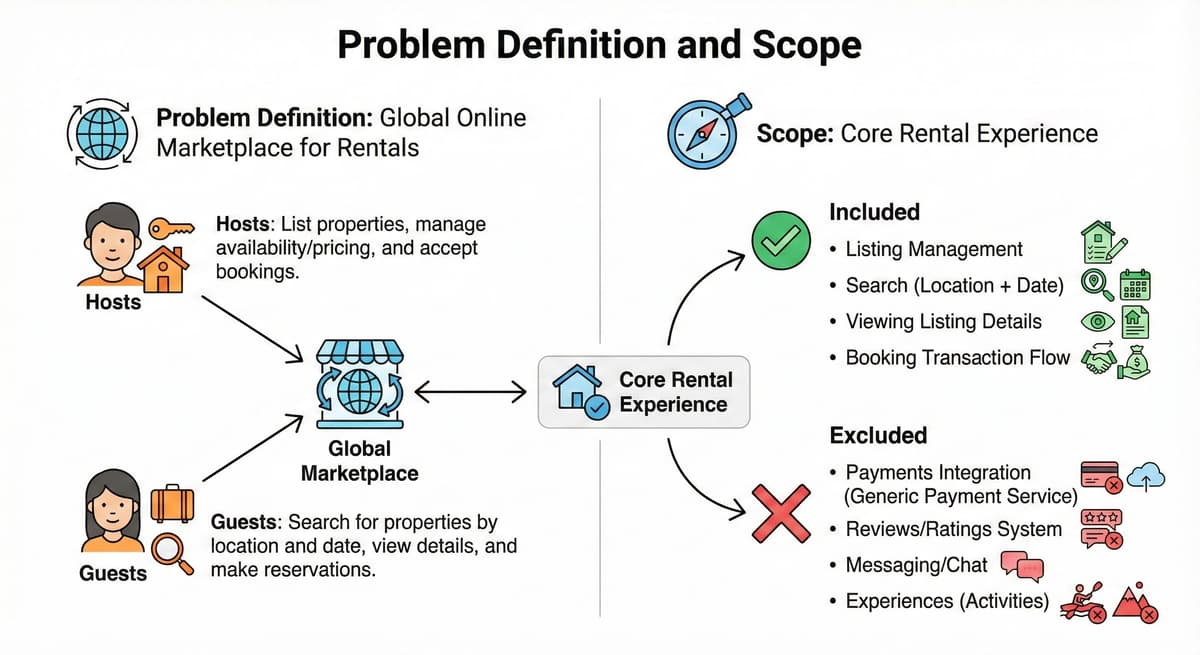 Problem Definition and Scope
Problem Definition: Global Online
Marketplace for Rentals
Hosts: List properties, manage
availability/pricing, and accept
bookings.
Hosts
Global
Marketplace
Guests: Search for properties by
location and date, view details, and
make reservations.
Guests
Core Rental
Experience
Scope: Core Rental Experience
Included
• Listing Management
• Search (Location + Date)
• Viewing Listing Details
• Booking Transaction Flow
$
Excluded
• Payments Integration
(Generic Payment Service)
• Reviews/Ratings System
• Messaging/Chat
• Experiences (Activities)